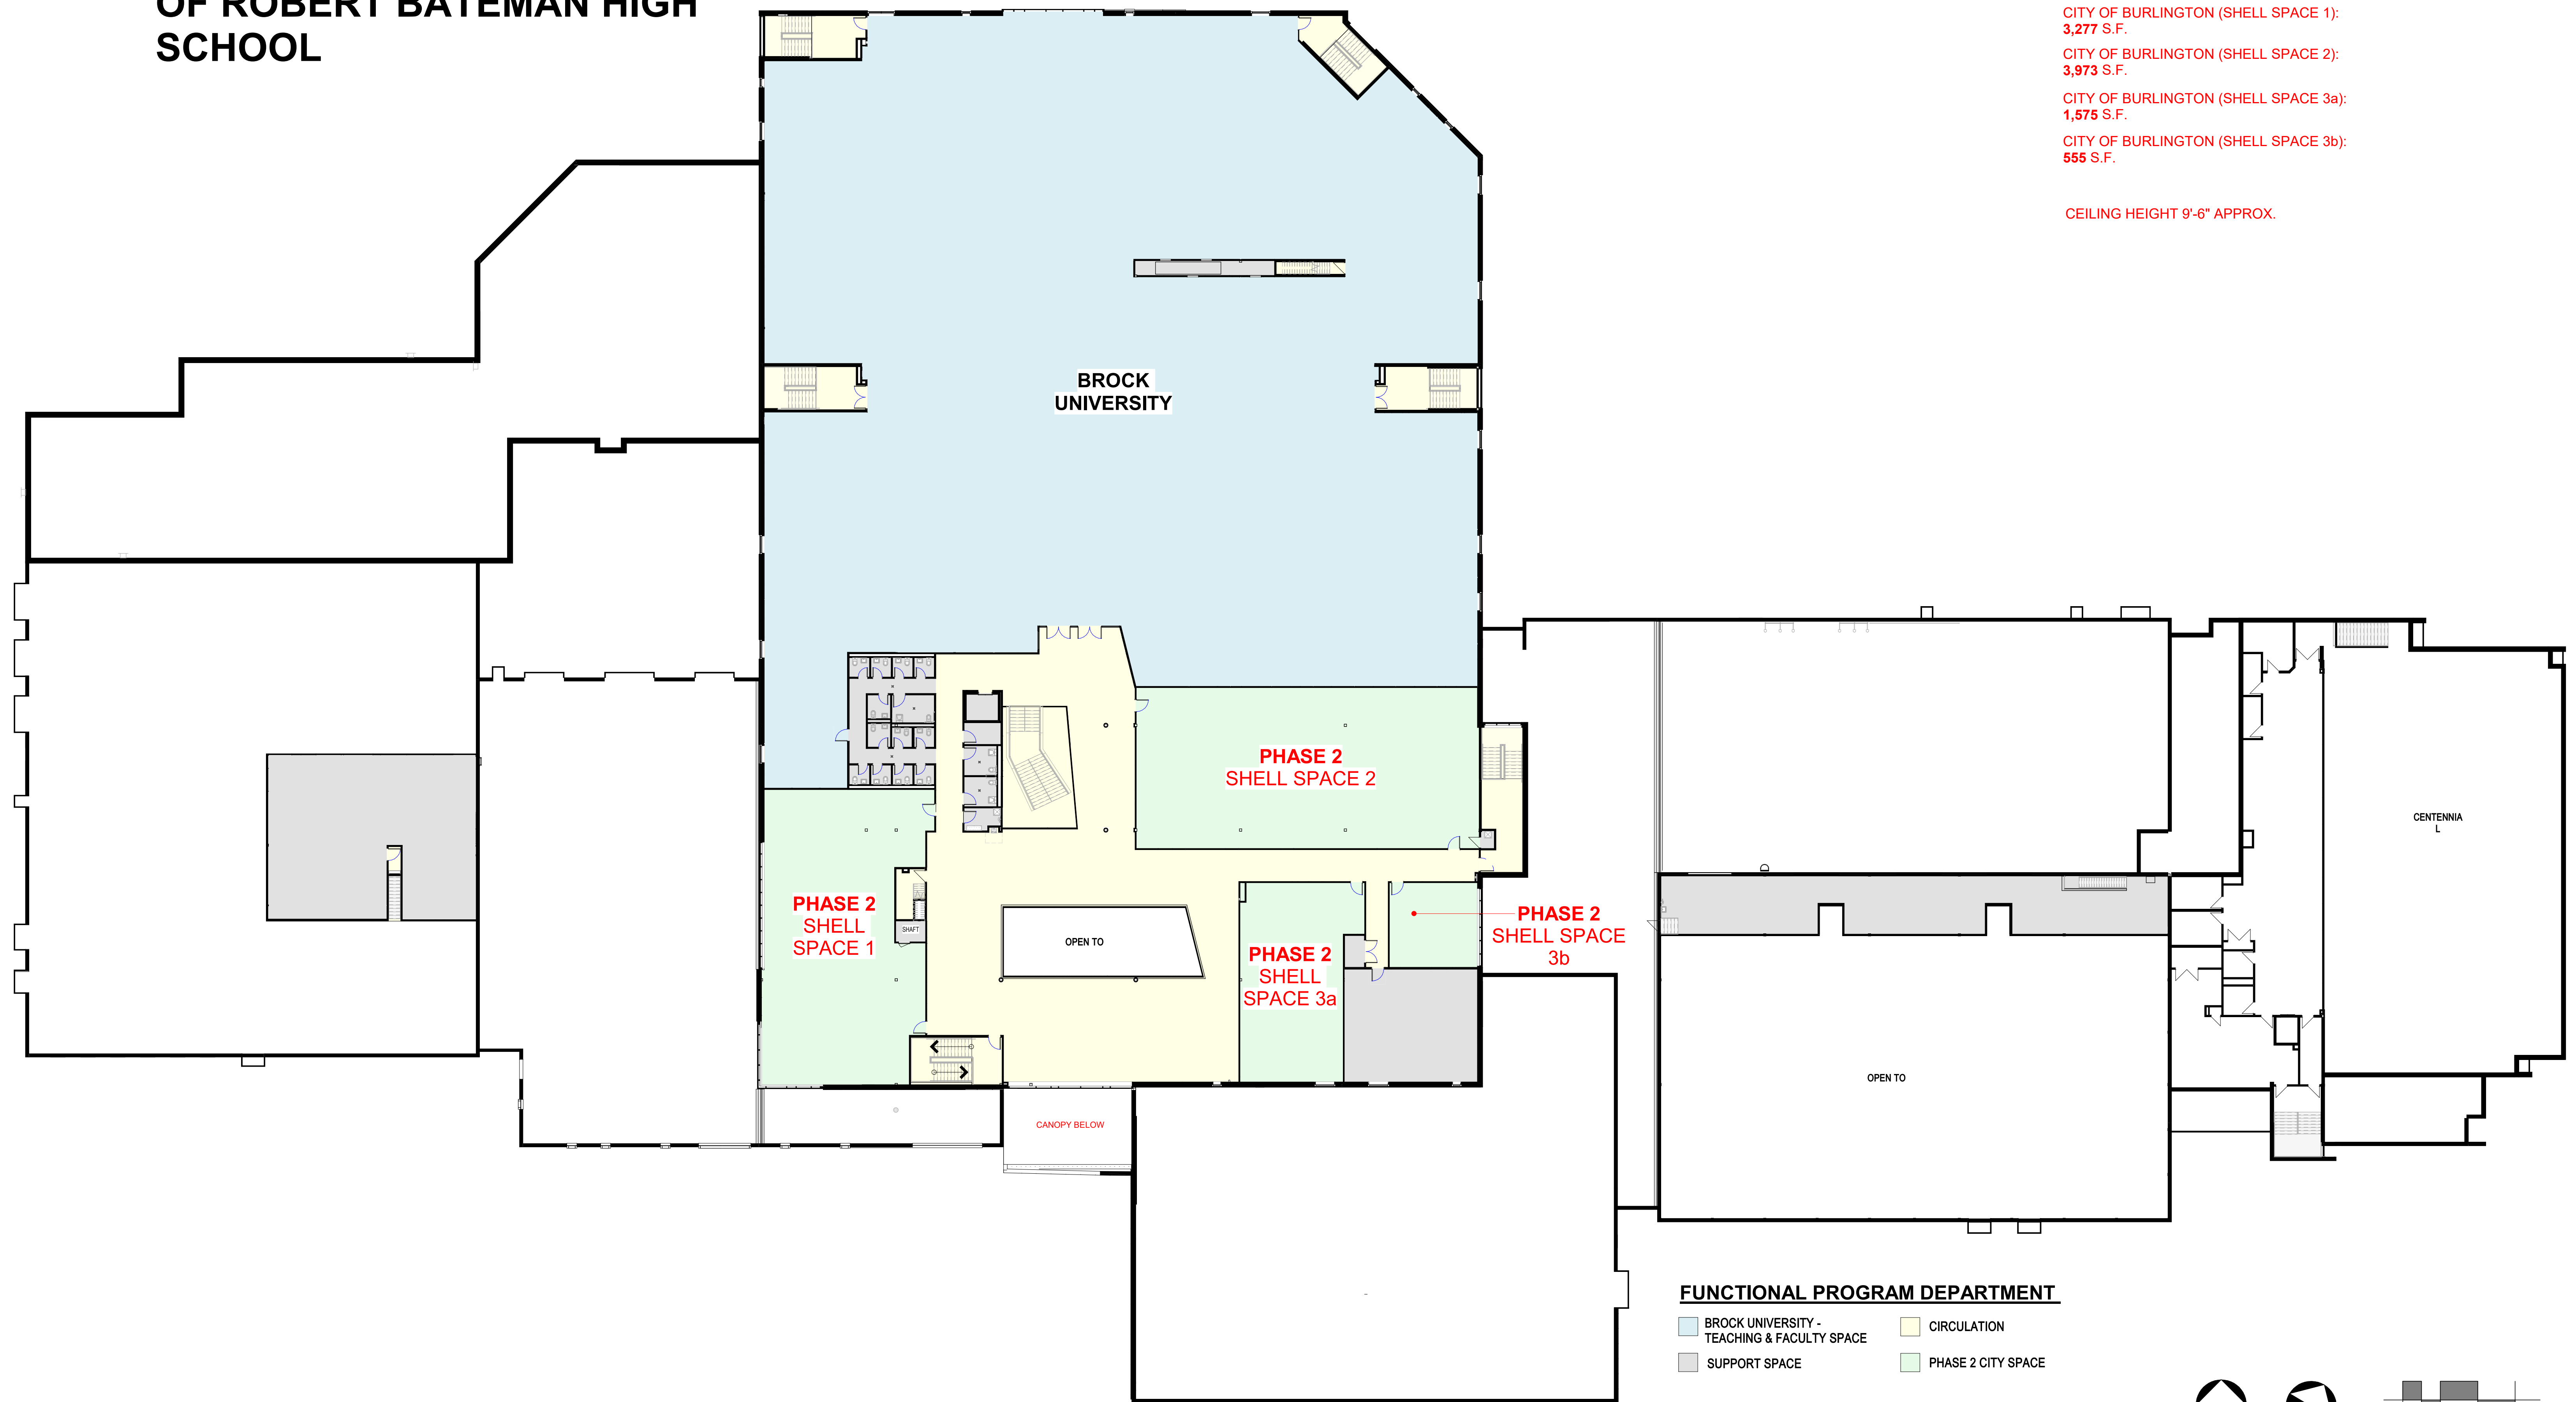 OF ROBERT BATEMAN HIGH
SCHOOL
CITY OF BURLINGTON (SHELL SPACE 1):
3,277 S.F.
CITY OF BURLINGTON (SHELL SPACE 2):
3,973 S.F.
CITY OF BURLINGTON (SHELL SPACE 3a):
1,575 S.F.
CITY OF BURLINGTON (SHELL SPACE 3b):
555 S.F.
CEILING HEIGHT 9'-6" APPROX.
BROCK
UNIVERSITY
PHASE 2
SHELL SPACE 2
CENTENNIA
L
PHASE 2
SHELL
SPACE 1
SHAFT
OPEN TO
PHASE 2
SHELL
SPACE 3a
PHASE 2
SHELL SPACE
3b
OPEN TO
CANOPY BELOW
FUNCTIONAL PROGRAM DEPARTMENT
BROCK UNIVERSITY -
TEACHING & FACULTY SPACE
CIRCULATION
SUPPORT SPACE
PHASE 2 CITY SPACE